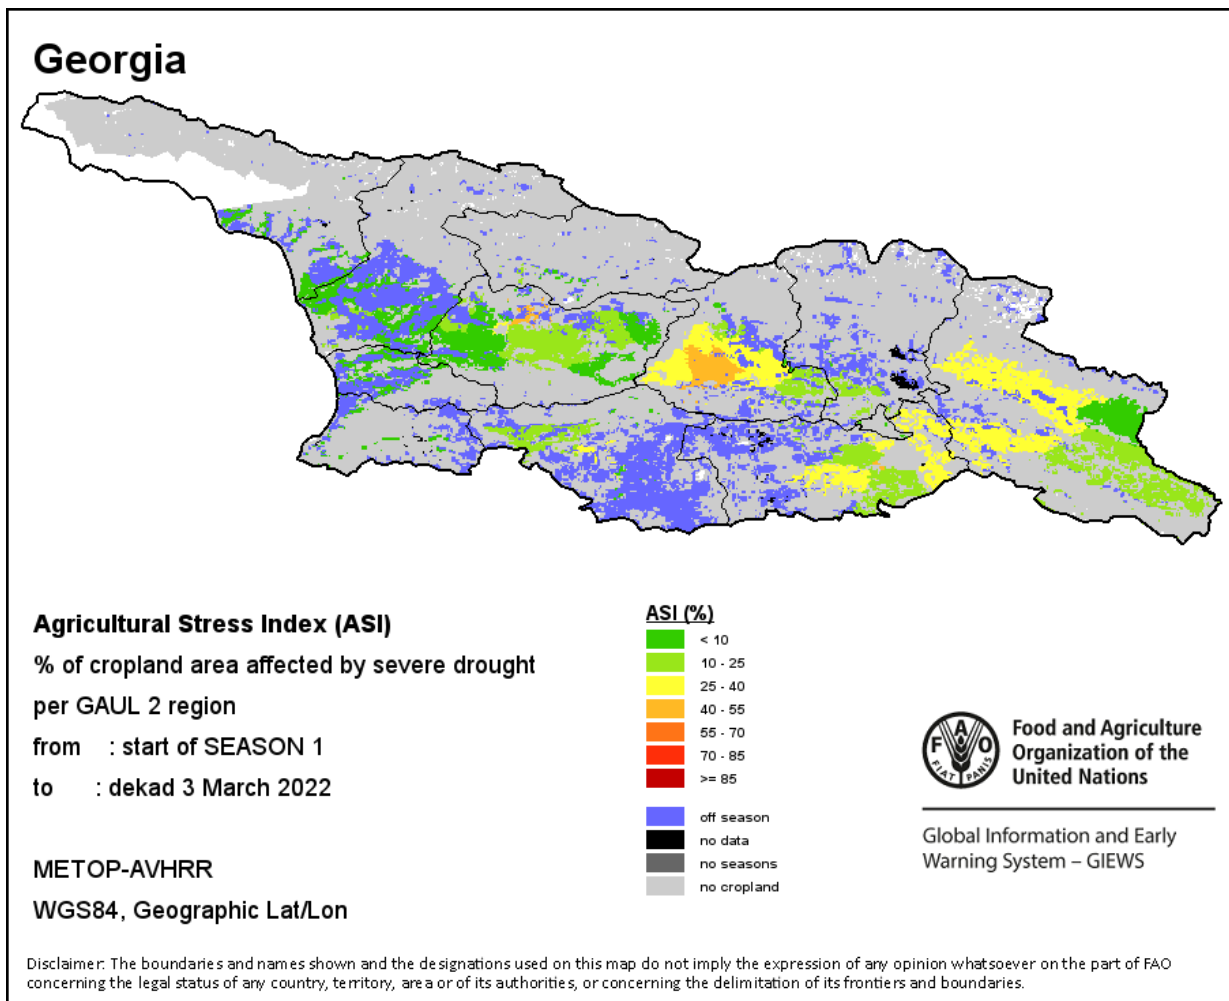 Georgia
Agricultural Stress Index (ASI)
% of cropland area affected by severe drought
per GAUL 2 region
from : start of SEASON 1
to : dekad 3 March 2022
METOP-AVHRR
WGS84, Geographic Lat/Lon
ASI (%)
< 10
10 - 25
25 - 40
40 - 55
55 - 70
70 - 85
>= 85
off season
no data
no seasons
no cropland
F A O
FIAT PANIS
Food and Agriculture
Organization of the
United Nations
Global Information and Early
Warning System – GIEWS
Disclaimer: The boundaries and names shown and the designations used on this map do not imply the expression of any opinion whatsoever on the part of FAO
concerning the legal status of any country, territory, area or of its authorities, or concerning the delimitation of its frontiers and boundaries.